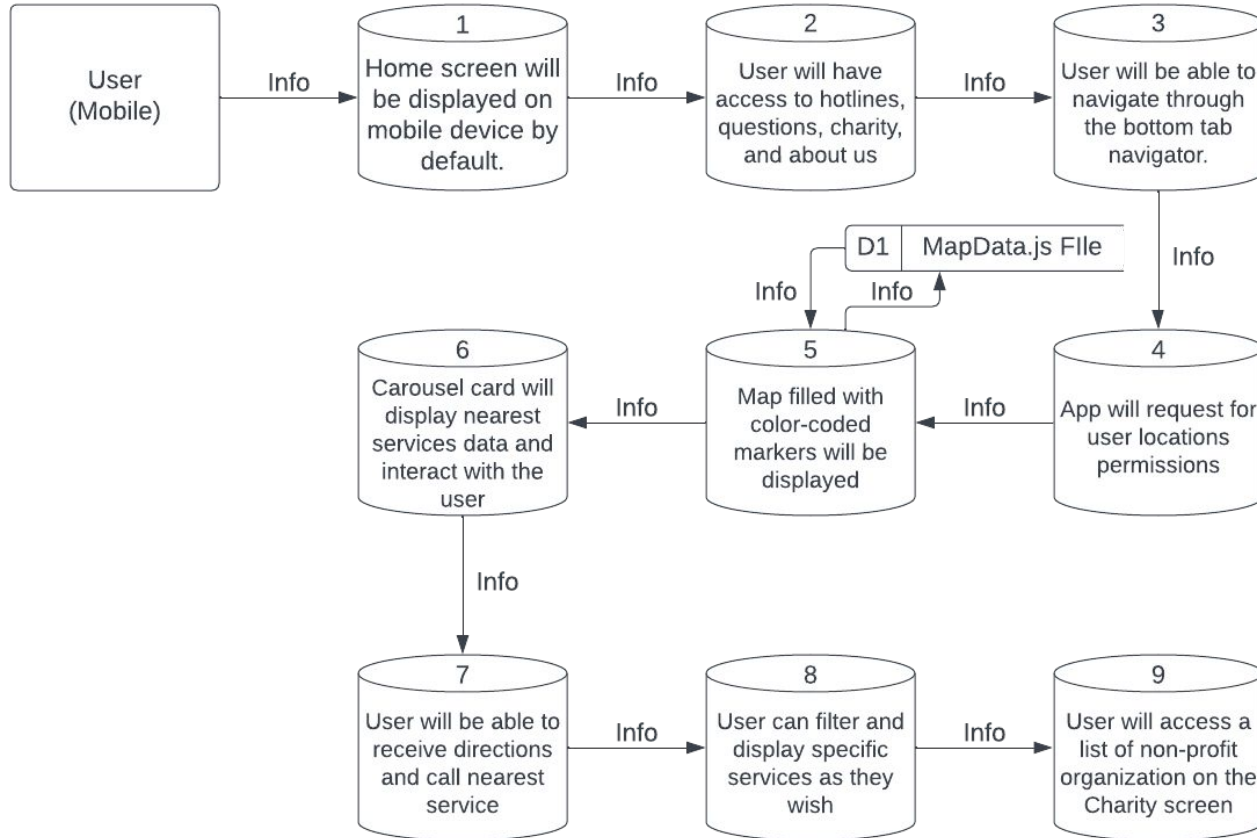 User
(Mobile)
Info
1
Home screen will
be displayed on
mobile device by
default.
Info
2
User will have
access to hotlines,
questions, charity,
and about us
Info
3
User will be able to
navigate through
the bottom tab
navigator.
Info
D1 MapData.js FIle
Info
Info
4
App will request for
user locations
permissions
Info
5
Map filled with
color-coded
markers will be
displayed
Info
6
Carousel card will
display nearest
services data and
interact with the
user
Info
7
User will be able to
receive directions
and call nearest
service
Info
8
User can filter and
display specific
services as they
wish
Info
9
User will access a
list of non-profit
organization on the
Charity screen